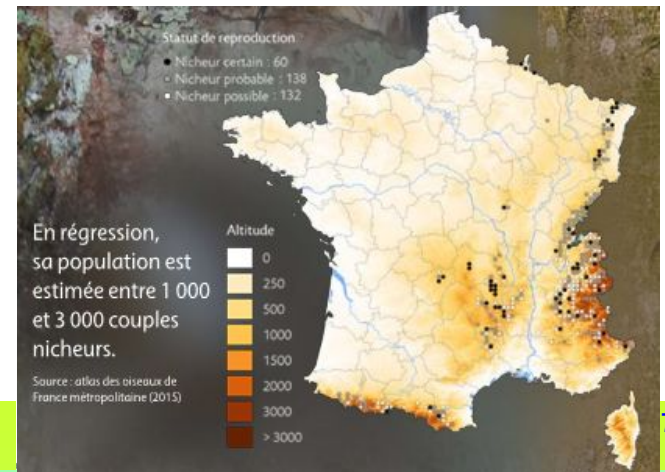 Statut de reproduction
Nicheur certain : 60
Nicheur probable : 138
Nicheur possible : 132
En régression,
sa population est
estimée entre 1 000
et 3 000 couples
nicheurs.
Source : atlas des oiseaux de
France métropolitaine (2015)
Altitude
0
250
500
1000
1500
2000
3000
> 3000